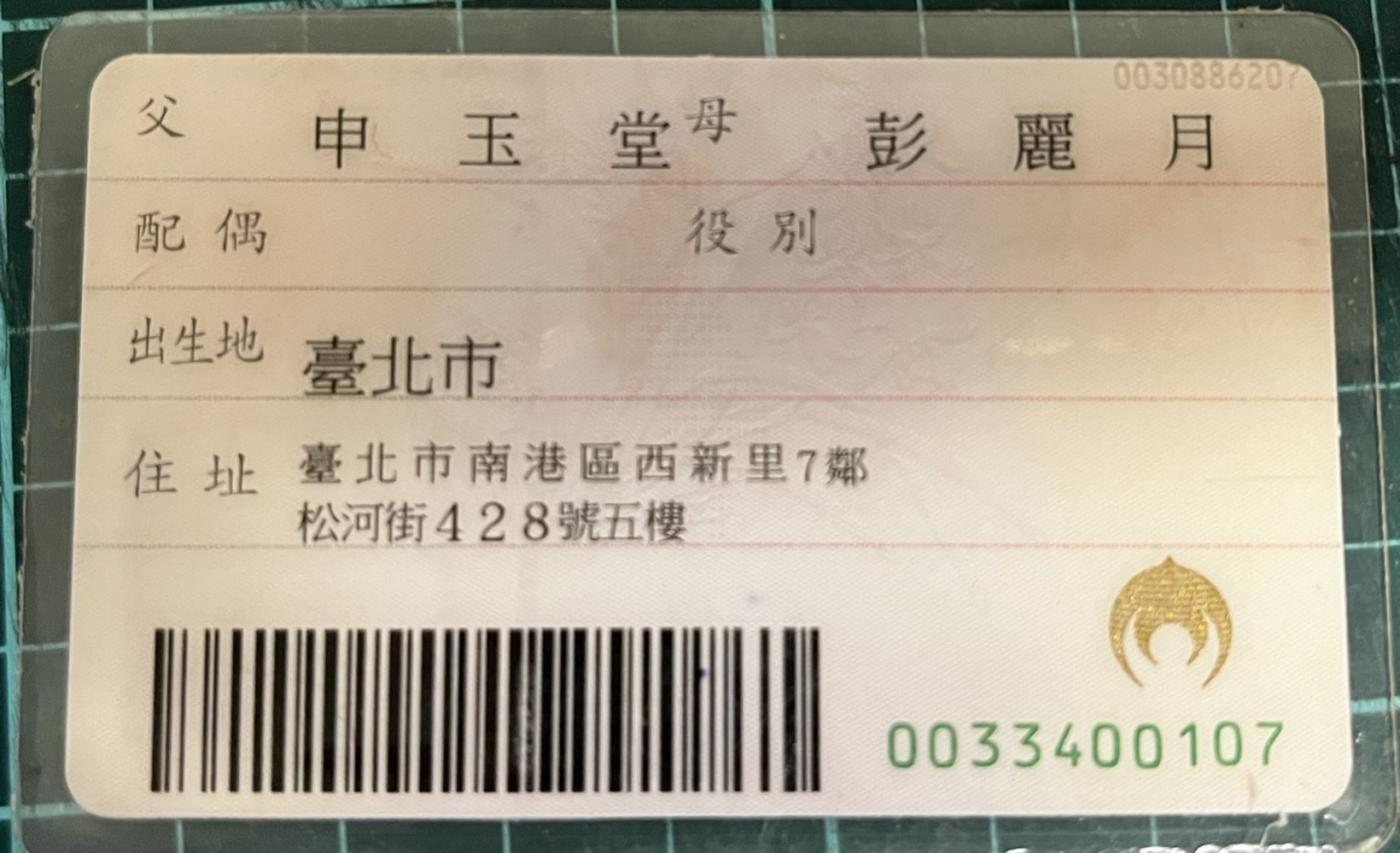 0030886207
父 申玉堂 母 彭麗月
配偶 役別
出生地 臺北市
住址 臺北市南港區西新里7鄰
松河街428號五樓
0033400107